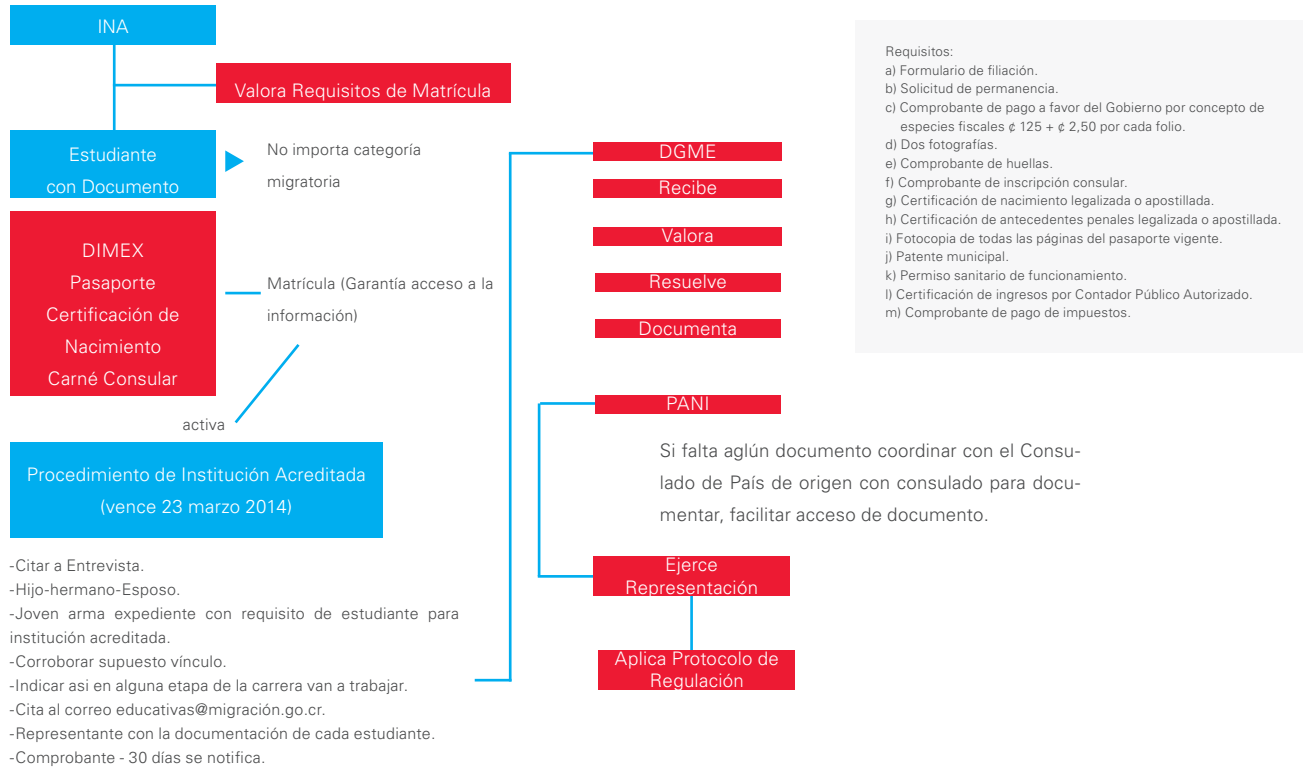 INA
Valora Requisitos de Matrícula
Estudiante
con Documento
No importa categoría
migratoria
DIMEX
Pasaporte
Certificación de
Nacimiento
Carné Consular
Matrícula (Garantía acceso a la
información)
activa
Procedimiento de Institución Acreditada
(vence 23 marzo 2014)
-Citar a Entrevista.
-Hijo-hermano-Esposo.
-Joven arma expediente con requisito de estudiante para
institución acreditada.
-Corroborar supuesto vínculo.
-Indicar asi en alguna etapa de la carrera van a trabajar.
-Cita al correo educativas@migración.go.cr.
-Representante con la documentación de cada estudiante.
-Comprobante - 30 días se notifica.
DGME
Recibe
Valora
Resuelve
Documenta
PANI
Si falta aglún documento coordinar con el Consu-
lado de País de origen con consulado para docu-
mentar, facilitar acceso de documento.
Ejerce
Representación
Aplica Protocolo de
Regulación
Requisitos:
a) Formulario de filiación.
b) Solicitud de permanencia.
c) Comprobante de pago a favor del Gobierno por concepto de
especies fiscales ¢ 125 + ¢ 2,50 por cada folio.
d) Dos fotografías.
e) Comprobante de huellas.
f) Comprobante de inscripción consular.
g) Certificación de nacimiento legalizada o apostillada.
h) Certificación de antecedentes penales legalizada o apostillada.
i) Fotocopia de todas las páginas del pasaporte vigente.
j) Patente municipal.
k) Permiso sanitario de funcionamiento.
l) Certificación de ingresos por Contador Público Autorizado.
m) Comprobante de pago de impuestos.